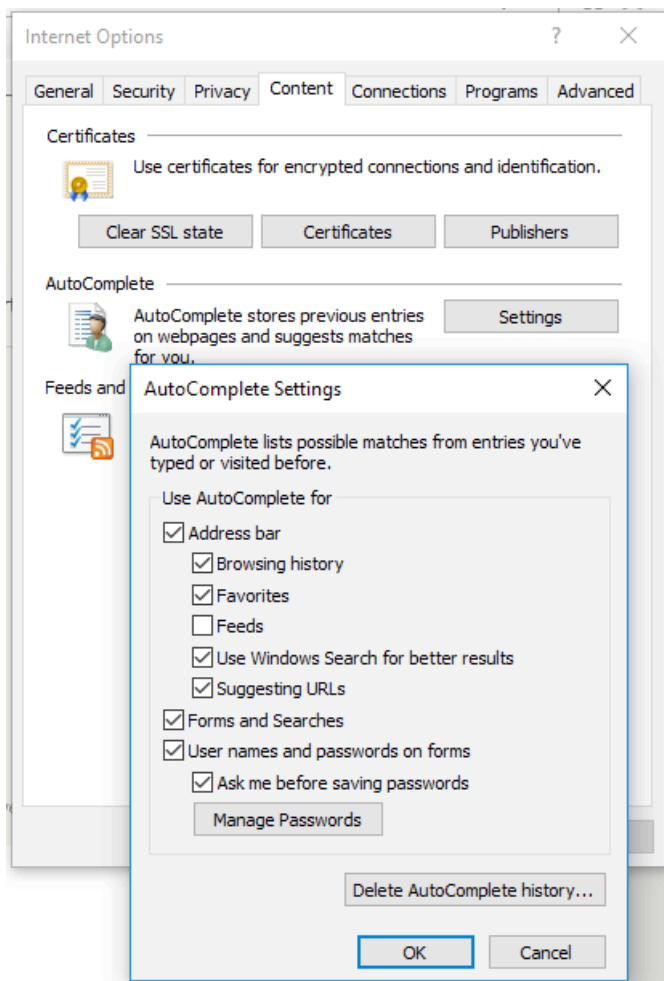 Internet Options
General Security Privacy Content Connections Programs Advanced
Certificates
Use certificates for encrypted connections and identification.
Clear SSL state Certificates Publishers
AutoComplete
AutoComplete stores previous entries
on webpages and suggests matches
for you.
Settings
Feeds and
AutoComplete Settings
AutoComplete lists possible matches from entries you've
typed or visited before.
Use AutoComplete for
Address bar
Browsing history
Favorites
Feeds
Use Windows Search for better results
Suggesting URLs
Forms and Searches
User names and passwords on forms
Ask me before saving passwords
Manage Passwords
Delete AutoComplete history...
OK Cancel